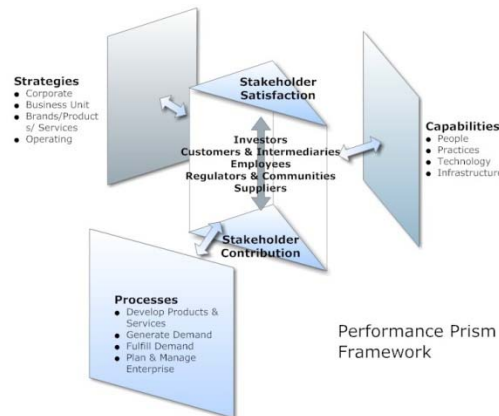 Strategies
● Corporate
● Business Unit
● Brands/Product
s/ Services
● Operating
Stakeholder
Satisfaction
Investors
Customers & Intermediaries
Employees
Regulators & Communities
Suppliers
Capabilities
● People
● Practices
● Technology
● Infrastructure
Stakeholder
Contribution
Processes
● Develop Products &
Services
● Generate Demand
● Fulfill Demand
● Plan & Manage
Enterprise
Performance Prism
Framework